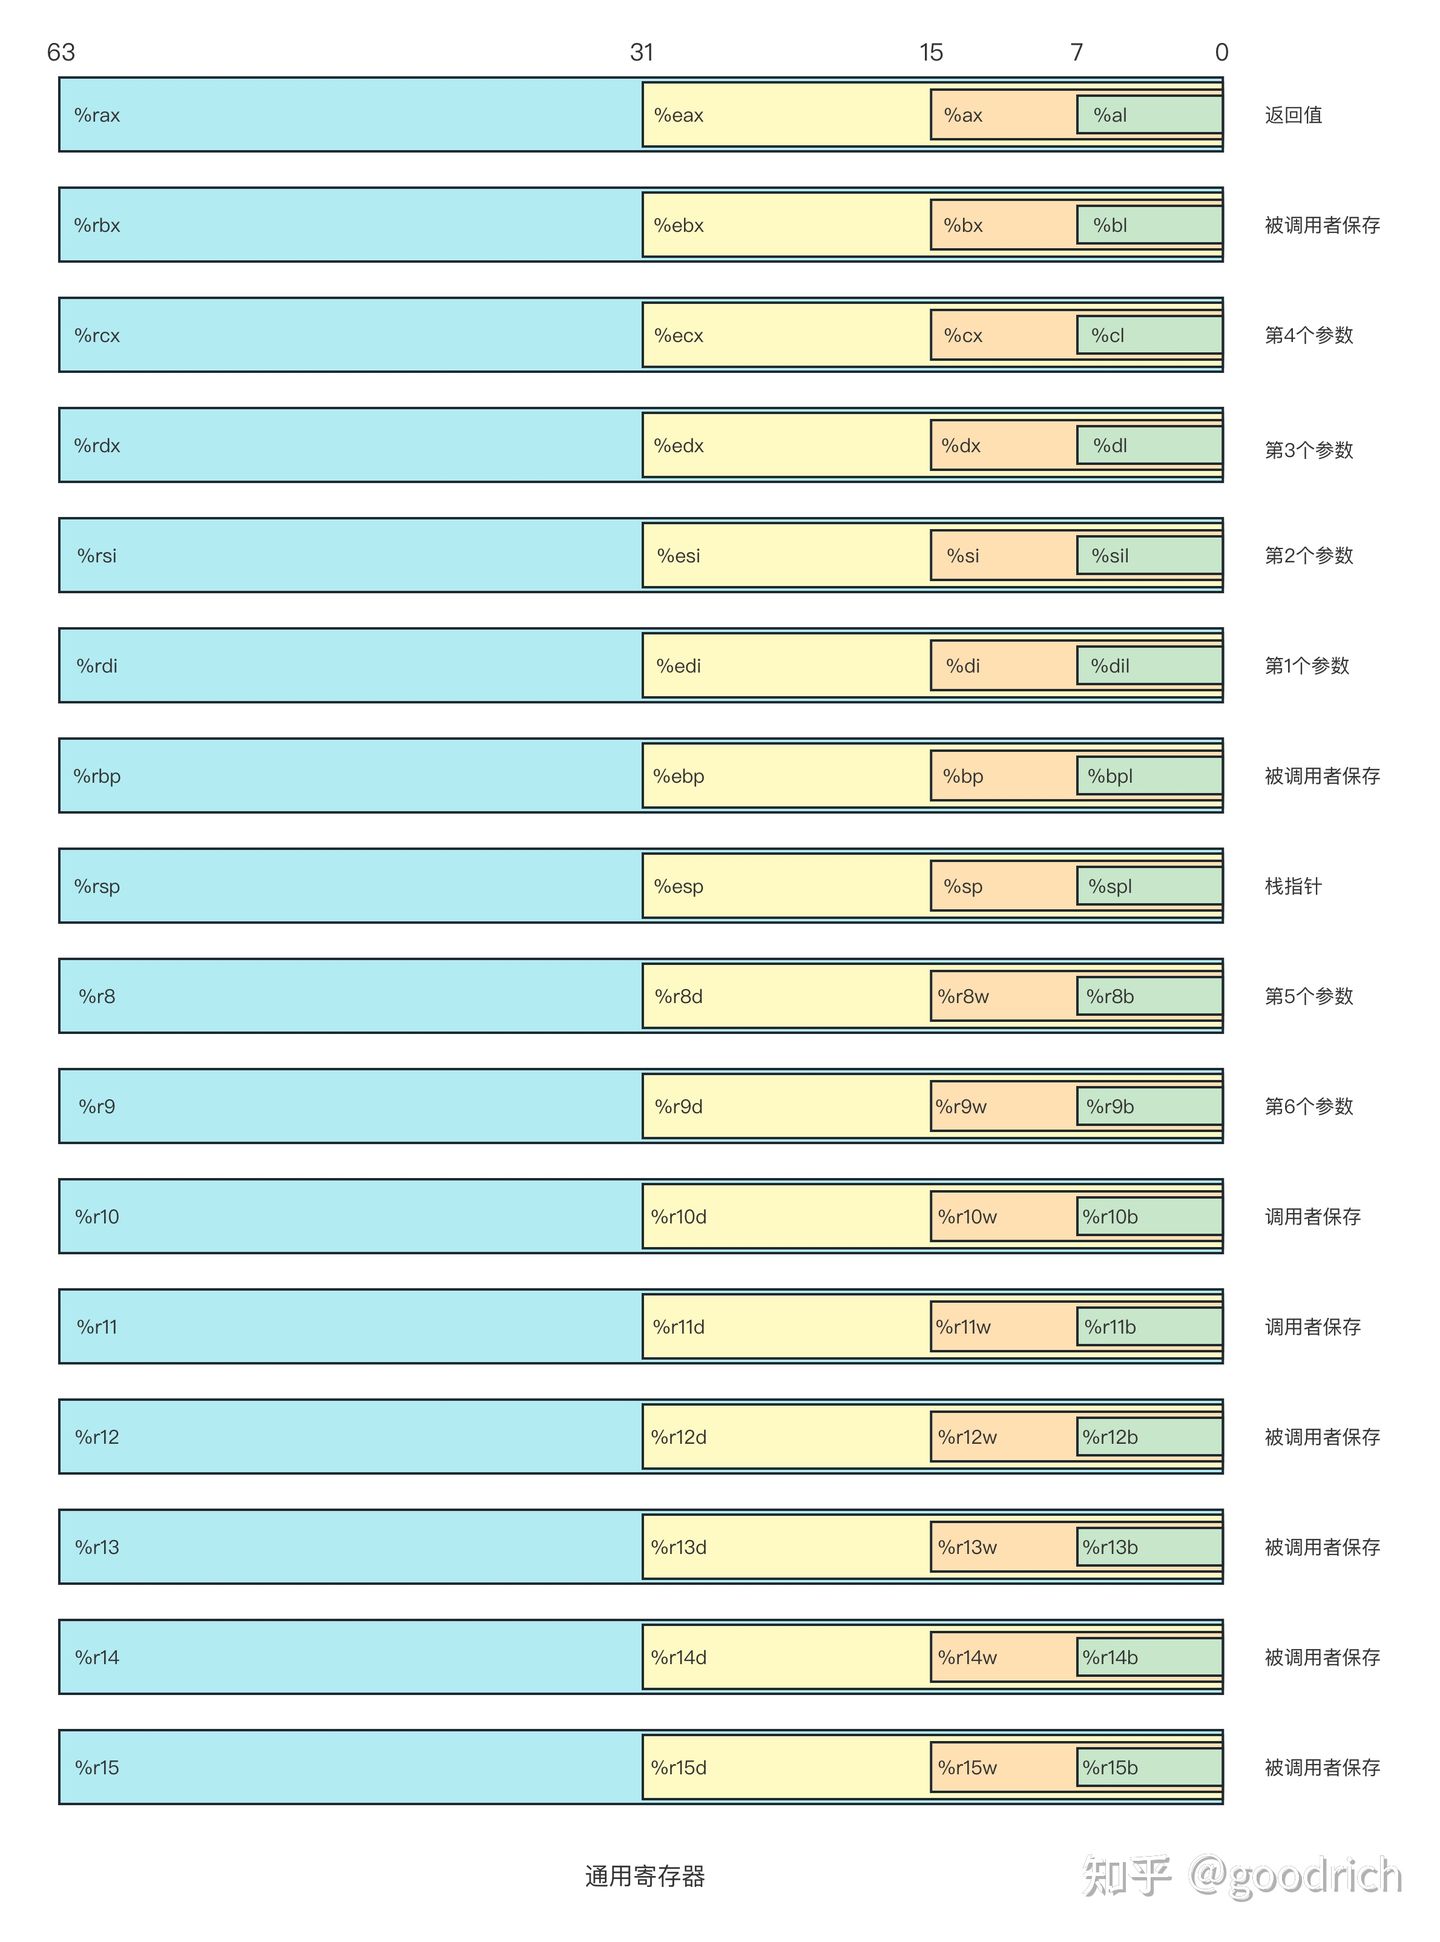 63 31 15 7 0
%rax %eax %ax %al 返回值
%rbx %ebx %bx %bl 被调用者保存
%rcx %ecx %cx %cl 第4个参数
%rdx %edx %dx %dl 第3个参数
%rsi %esi %si %sil 第2个参数
%rdi %edi %di %dil 第1个参数
%rbp %ebp %bp %bpl 被调用者保存
%rsp %esp %sp %spl 栈指针
%r8 %r8d %r8w %r8b 第5个参数
%r9 %r9d %r9w %r9b 第6个参数
%r10 %r10d %r10w %r10b 调用者保存
%r11 %r11d %r11w %r11b 调用者保存
%r12 %r12d %r12w %r12b 被调用者保存
%r13 %r13d %r13w %r13b 被调用者保存
%r14 %r14d %r14w %r14b 被调用者保存
%r15 %r15d %r15w %r15b 被调用者保存
通用寄存器
知乎 @goodrich